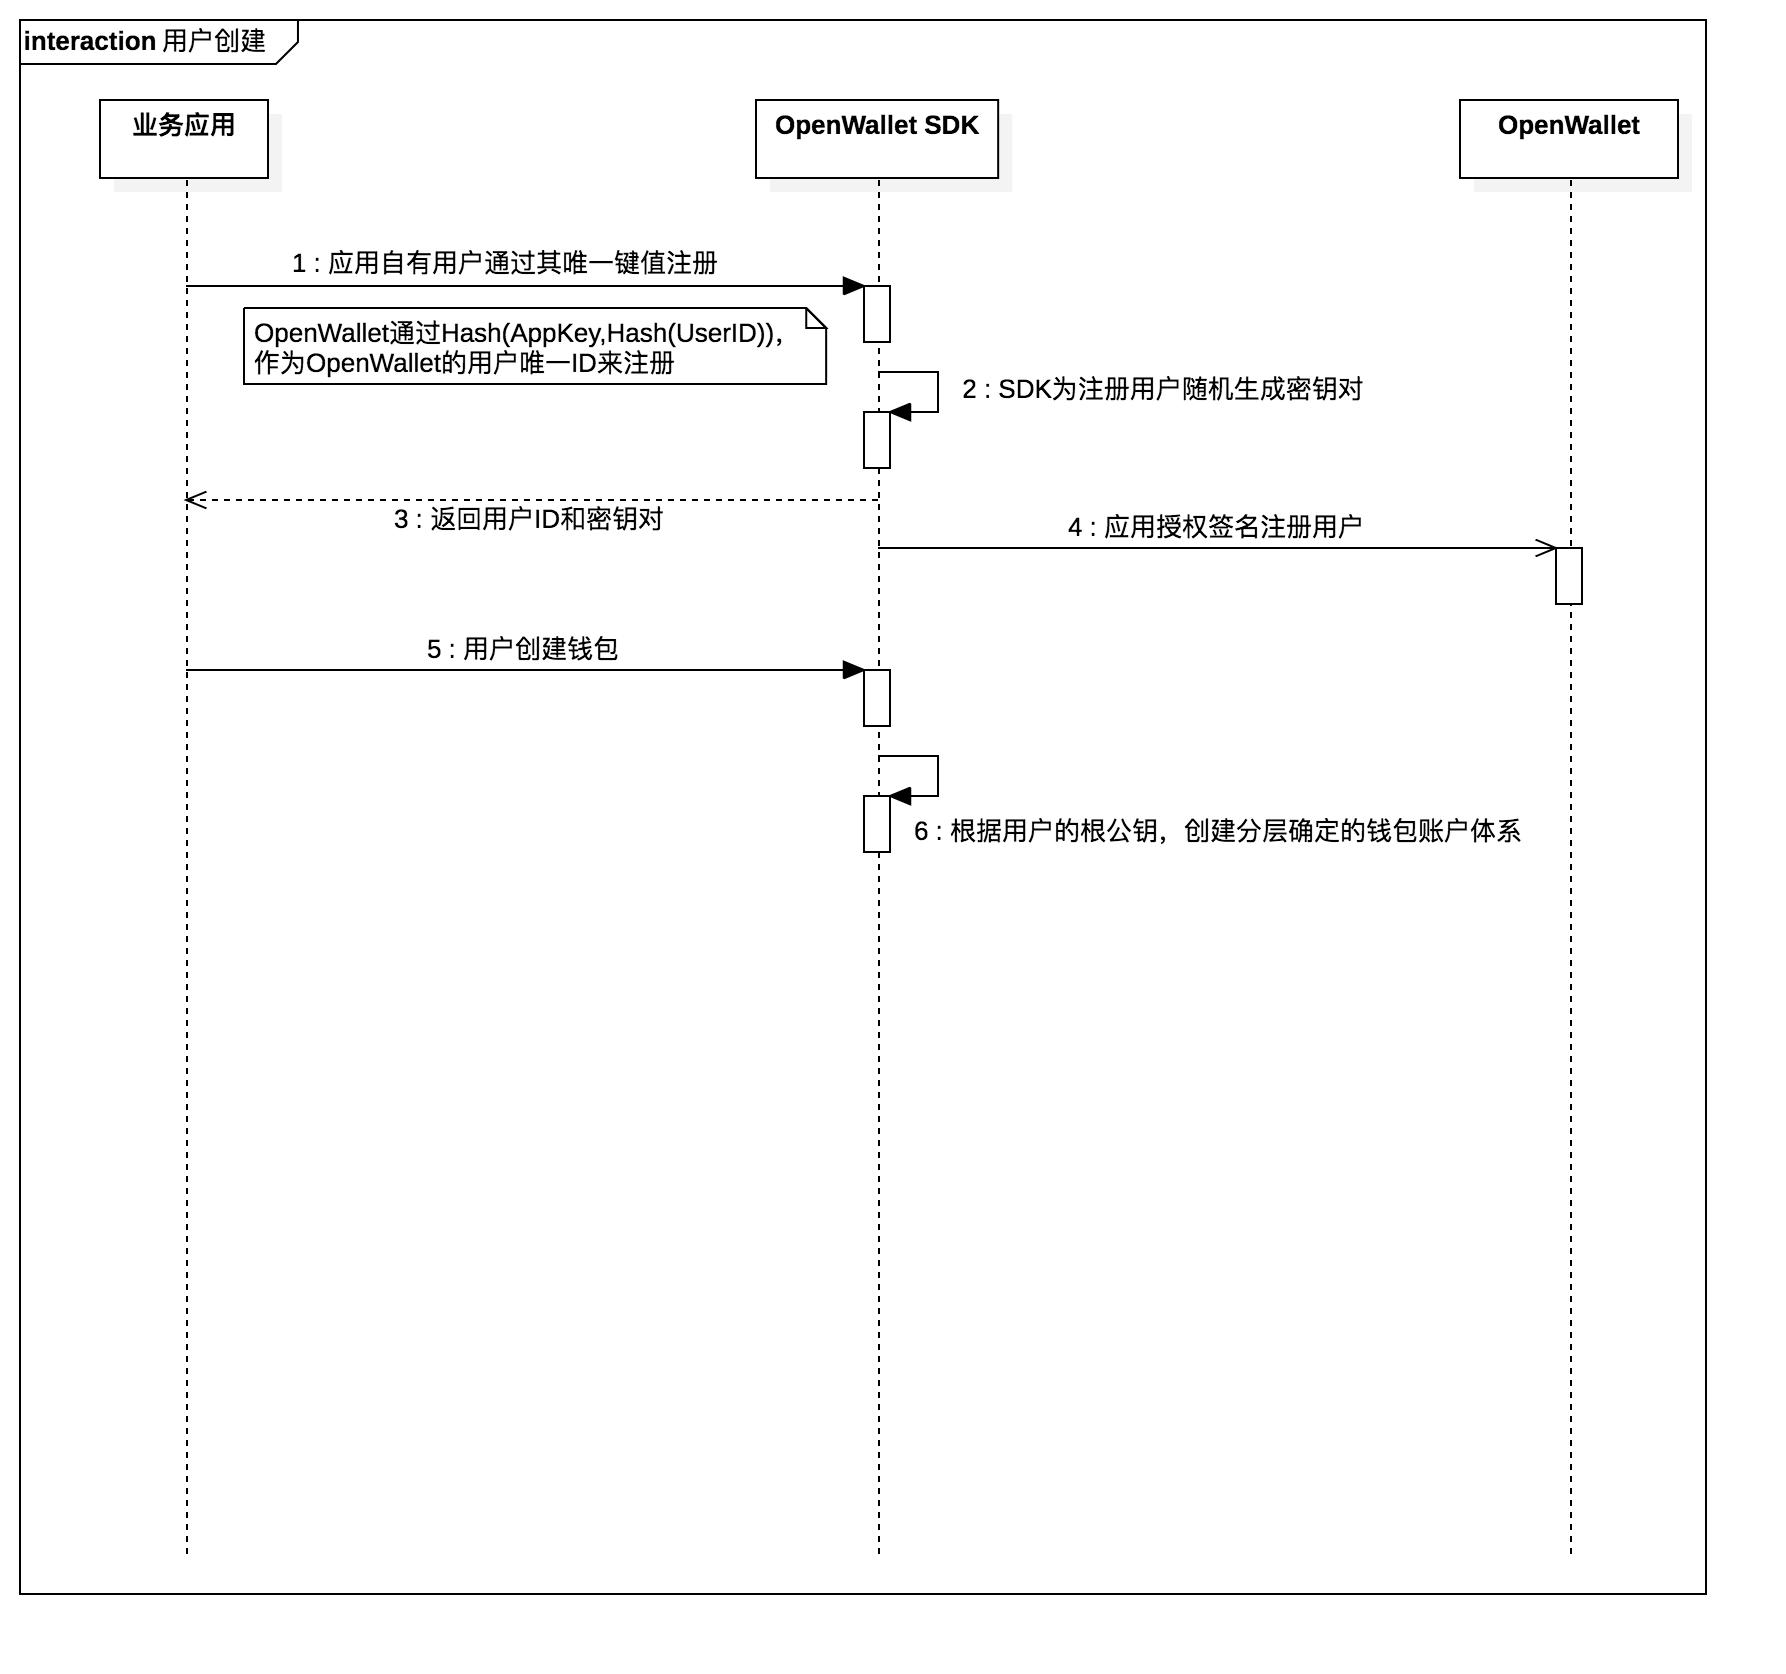 interaction 用户创建
业务应用
OpenWallet SDK
OpenWallet
1 : 应用自有用户通过其唯一键值注册
OpenWallet通过Hash(AppKey,Hash(UserID))，
作为OpenWallet的用户唯一ID来注册
2 : SDK为注册用户随机生成密钥对
3 : 返回用户ID和密钥对
4 : 应用授权签名注册用户
5 : 用户创建钱包
6 : 根据用户的根公钥，创建分层确定的钱包账户体系